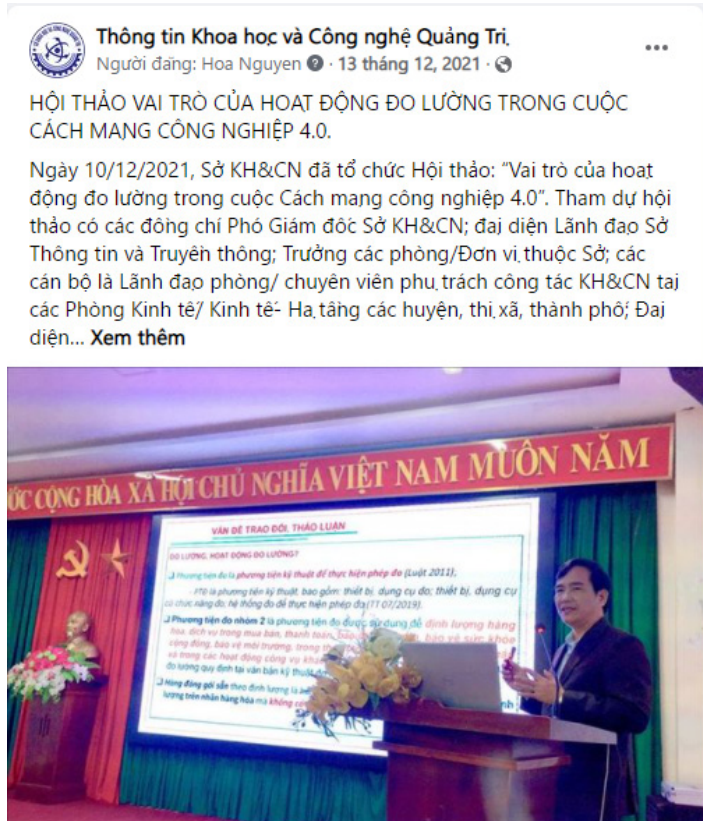 Thông tin Khoa học và Công nghệ Quảng Trị
Người đăng: Hoa Nguyen · 13 tháng 12, 2021 ·
HỘI THẢO VAI TRÒ CỦA HOẠT ĐỘNG ĐO LƯỜNG TRONG CUỘC
CÁCH MẠNG CÔNG NGHIỆP 4.0.
Ngày 10/12/2021, Sở KH&CN đã tổ chức Hội thảo: “Vai trò của hoạt
động đo lường trong cuộc Cách mạng công nghiệp 4.0”. Tham dự hội
thảo có các đồng chí Phó Giám đốc Sở KH&CN; đại diện Lãnh đạo Sở
Thông tin và Truyền thông; Trưởng các phòng/Đơn vị thuộc Sở; các
cán bộ là Lãnh đạo phòng/ chuyên viên phụ trách công tác KH&CN tại
các Phòng Kinh tế/ Kinh tế- Hạ tầng các huyện, thị xã, thành phố; Đại
diện... Xem thêm
CỘNG HÒA XÃ HỘI CHỦ NGHĨA VIỆT NAM MUÔN NĂM
VẤN ĐỀ TRAO ĐỔI, THẢO LUẬN
ĐO LƯỜNG, HOẠT ĐỘNG ĐO LƯỜNG?
Phương tiện đo là phương tiện kỹ thuật để thực hiện phép đo (Luật 2011),
- PTĐ là phương tiện kỹ thuật, bao gồm: thiết bị, dụng cụ đo; thiết bị, dụng cụ
có chức năng đo; hệ thống đo để thực hiện phép đo (TT 07/2019).
Phương tiện đo nhóm 2 là phương tiện đo được sử dụng để định lượng hàng
hóa, dịch vụ trong mua bán, thanh toán, bảo vệ sức khỏe
cộng đồng, bảo vệ môi trường, trong
và trong các hoạt động công vụ
đo lường quy định tại văn bản kỹ thuật
Hàng đóng gói sẵn theo định lượng là
lượng trên nhãn hàng hóa mà không